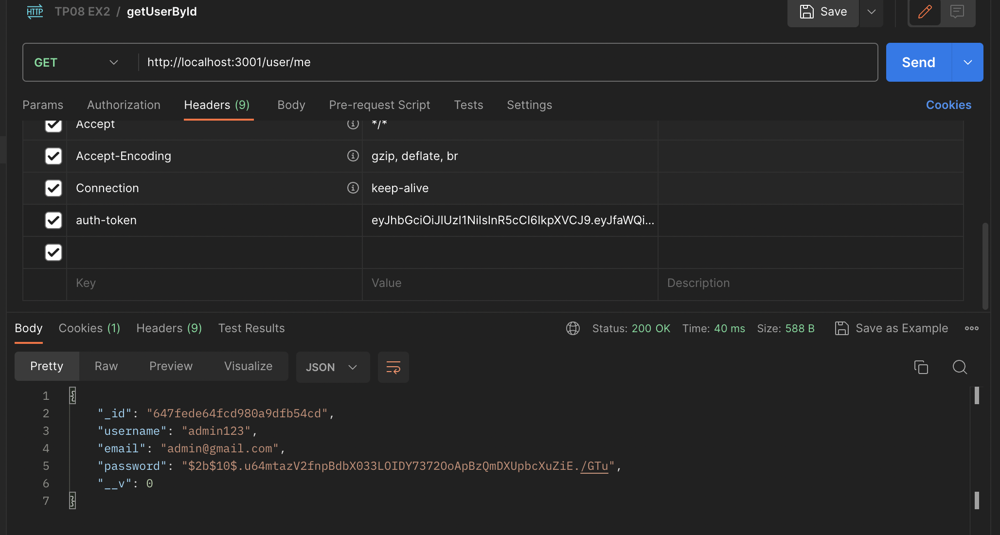 HTTP TP08 EX2 / getUserById Save
GET http://localhost:3001/user/me Send
Params Authorization Headers (9) Body Pre-request Script Tests Settings Cookies
Accept */*
Accept-Encoding gzip, deflate, br
Connection keep-alive
auth-token eyJhbGciOiJIUzI1NiIsInR5cCI6IkpXVCJ9.eyJfaWQi...
Key Value Description
Body Cookies (1) Headers (9) Test Results Status: 200 OK Time: 40 ms Size: 588 B Save as Example
Pretty Raw Preview Visualize JSON
1 {
2 "_id": "647fede64fcd980a9dfb54cd",
3 "username": "admin123",
4 "email": "admin@gmail.com",
5 "password": "$2b$10$.u64mtazV2fnpBdbX033LOIDY7372OoApBzQmDXUpbcXuZiE./GTu",
6 "__v": 0
7 }